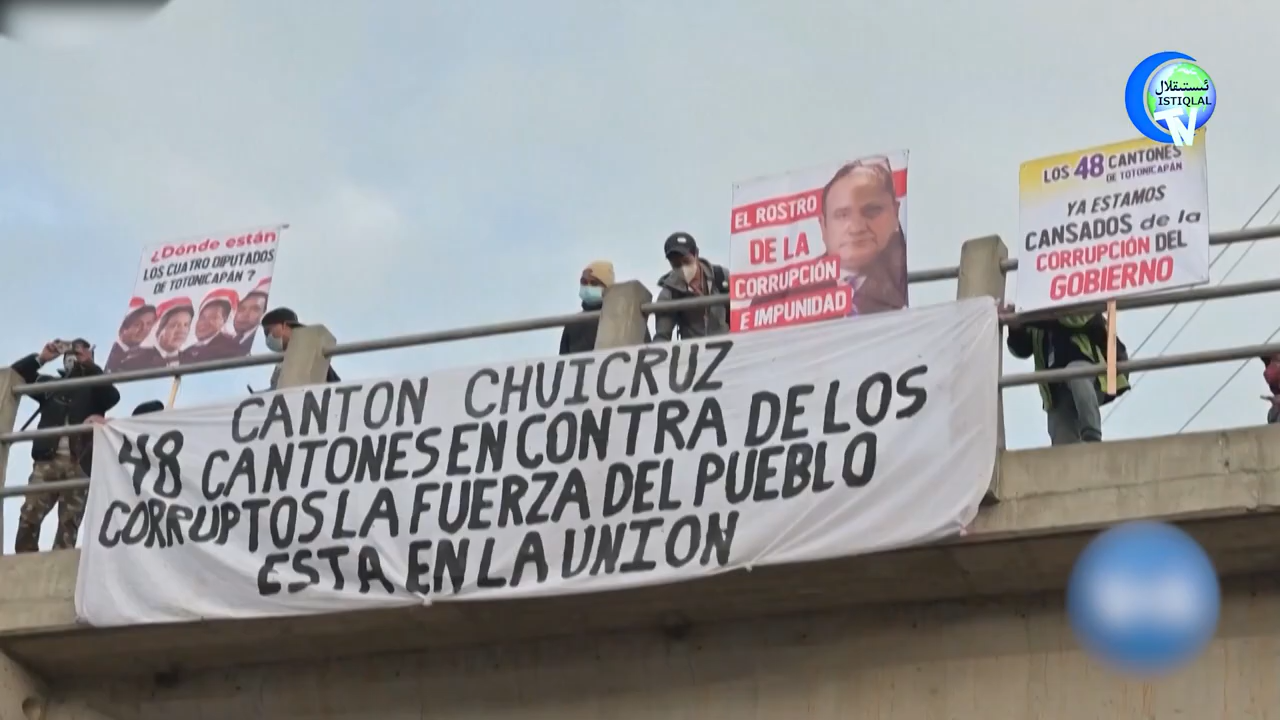 ئىستىقلال
ISTIQLAL
TV
¿Dónde están
LOS CUATRO DIPUTADOS
DE TOTONICAPÁN ?
EL ROSTRO
DE LA
CORRUPCIÓN
E IMPUNIDAD
LOS 48 CANTONES
DE TOTONICAPÁN
YA ESTAMOS
CANSADOS de la
CORRUPCIÓN DEL
GOBIERNO
CANTON CHUICRUZ
48 CANTONES EN CONTRA DE LOS
CORRUPTOS LA FUERZA DEL PUEBLO
ESTA EN LA UNION